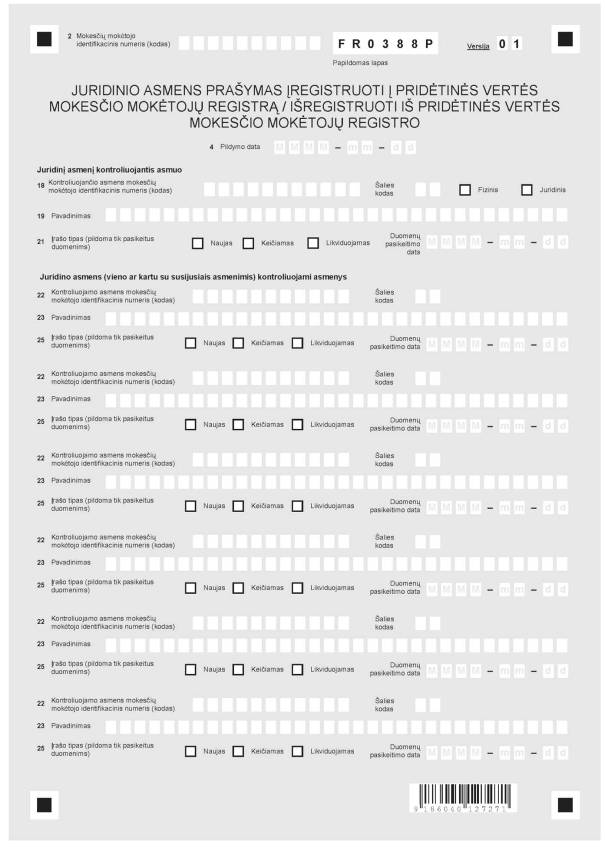 2 Mokesčių mokėtojo
identifikacinis numeris (kodas)
FR0388P
Versija 01
Papildomas lapas
JURIDINIO ASMENS PRAŠYMAS ĮREGISTRUOTI Į PRIDĖTINĖS VERTĖS
MOKESČIO MOKĖTOJŲ REGISTRĄ / IŠREGISTRUOTI IŠ PRIDĖTINĖS VERTĖS
MOKESČIO MOKĖTOJŲ REGISTRO
4 Pildymo data M M M M – m m – d d
Juridinį asmenį kontroliuojantis asmuo
18 Kontroliuojančio asmens mokesčių
mokėtojo identifikacinis numeris (kodas)
Šalies
kodas
Fizinis Juridinis
19 Pavadinimas
21 Įrašo tipas (pildoma tik pasikeitus
duomenims)
Naujas Keičiamas Likviduojamas
Duomenų
pasikeitimo
data
M M M M – m m – d d
Juridino asmens (vieno ar kartu su susijusiais asmenimis) kontroliuojami asmenys
22 Kontroliuojamo asmens mokesčių
mokėtojo identifikacinis numeris (kodas)
Šalies
kodas
23 Pavadinimas
25 Įrašo tipas (pildoma tik pasikeitus
duomenims)
Naujas Keičiamas Likviduojamas
Duomenų
pasikeitimo data
M M M M – m m – d d
22 Kontroliuojamo asmens mokesčių
mokėtojo identifikacinis numeris (kodas)
Šalies
kodas
23 Pavadinimas
25 Įrašo tipas (pildoma tik pasikeitus
duomenims)
Naujas Keičiamas Likviduojamas
Duomenų
pasikeitimo data
M M M M – m m – d d
22 Kontroliuojamo asmens mokesčių
mokėtojo identifikacinis numeris (kodas)
Šalies
kodas
23 Pavadinimas
25 Įrašo tipas (pildoma tik pasikeitus
duomenims)
Naujas Keičiamas Likviduojamas
Duomenų
pasikeitimo data
M M M M – m m – d d
22 Kontroliuojamo asmens mokesčių
mokėtojo identifikacinis numeris (kodas)
Šalies
kodas
23 Pavadinimas
25 Įrašo tipas (pildoma tik pasikeitus
duomenims)
Naujas Keičiamas Likviduojamas
Duomenų
pasikeitimo data
M M M M – m m – d d
22 Kontroliuojamo asmens mokesčių
mokėtojo identifikacinis numeris (kodas)
Šalies
kodas
23 Pavadinimas
25 Įrašo tipas (pildoma tik pasikeitus
duomenims)
Naujas Keičiamas Likviduojamas
Duomenų
pasikeitimo data
M M M M – m m – d d
22 Kontroliuojamo asmens mokesčių
mokėtojo identifikacinis numeris (kodas)
Šalies
kodas
23 Pavadinimas
25 Įrašo tipas (pildoma tik pasikeitus
duomenims)
Naujas Keičiamas Likviduojamas
Duomenų
pasikeitimo data
M M M M – m m – d d
9 186040 127271